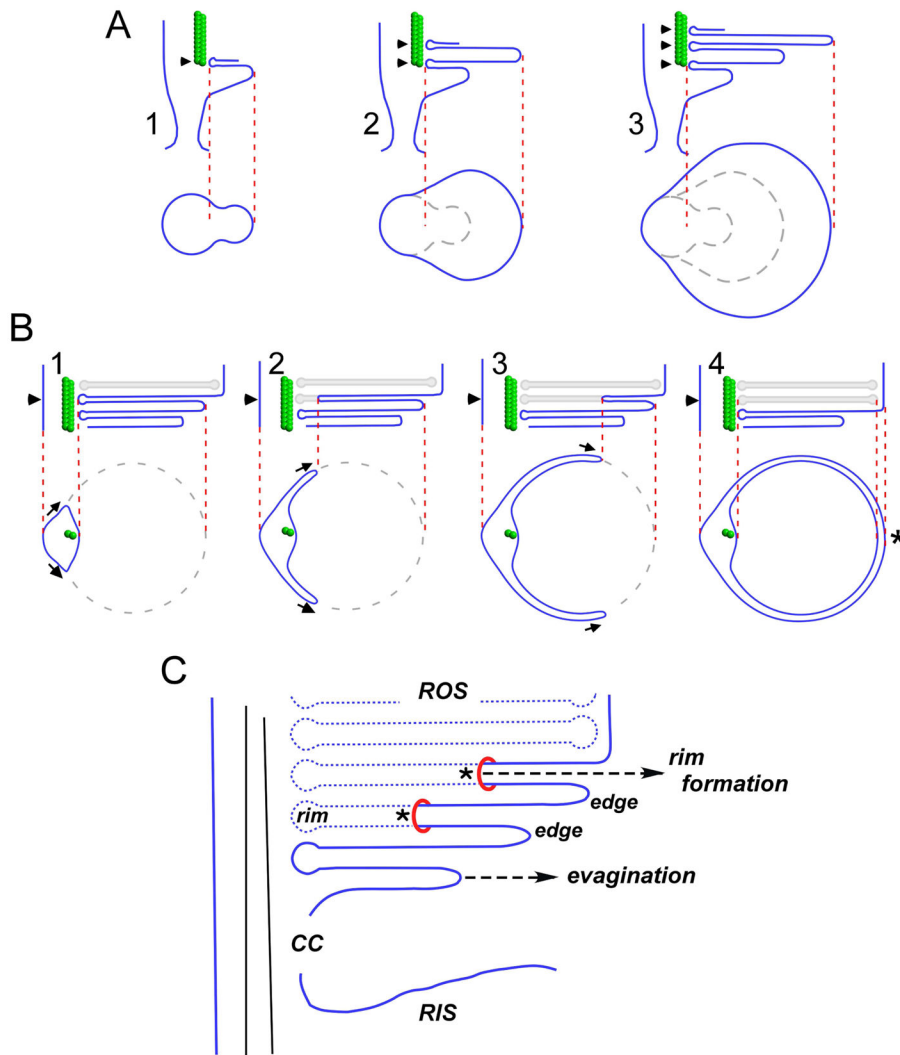 A
1
2
3
B
1
2
3
4
*
C
ROS
*
rim
formation
edge
rim
*
edge
evagination
CC
RIS